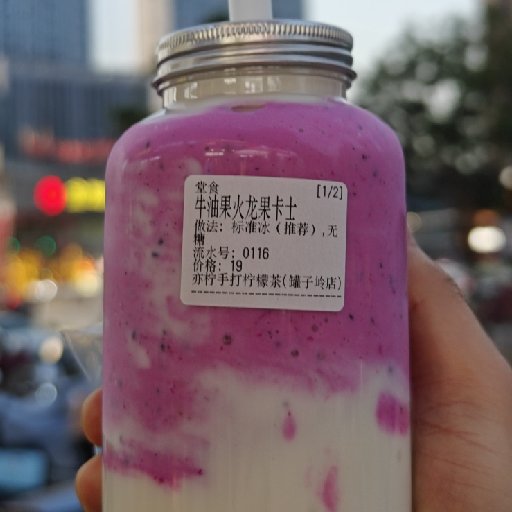 堂食 [1/2]
牛油果火龙果卡士
做法: 标准冰（推荐）,无
糖
流水号: 0116
价格: 19
亦柠手打柠檬茶(罐子岭店)